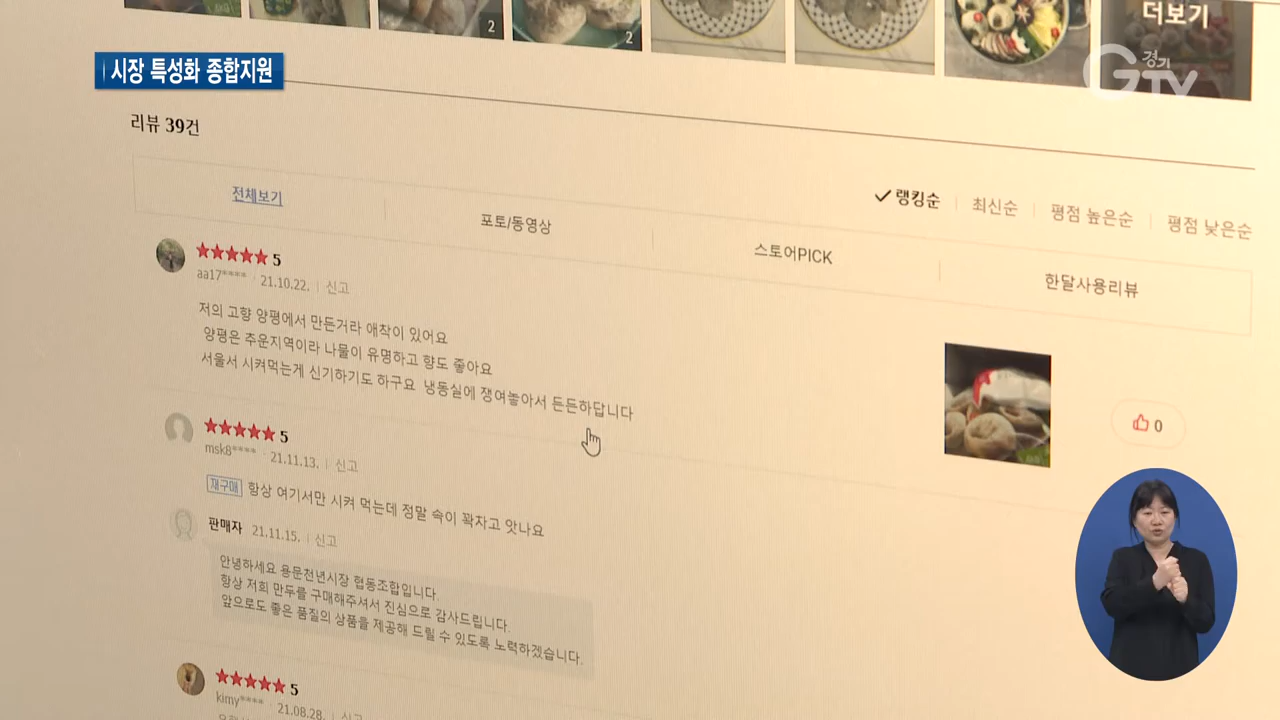 더보기
2
2
시장 특성화 종합지원
경기
GTV
리뷰 39건
랭킹순 최신순 평점 높은순 평점 낮은순
전체보기 포토/동영상 스토어PICK 한달사용리뷰
5
aa17**** 21.10.22. 신고
저의 고향 양평에서 만든거라 애착이 있어요
양평은 추운지역이라 나물이 유명하고 향도 좋아요
서울서 시켜먹는게 신기하기도 하구요 냉동실에 쟁여놓아서 든든하답니다
0
5
msk8**** 21.11.13. 신고
재구매 항상 여기서만 시켜 먹는데 정말 속이 꽉차고 앗나요
판매자 21.11.15. 신고
안녕하세요 용문천년시장 협동조합입니다.
항상 저희 만두를 구매해주셔서 진심으로 감사드립니다.
앞으로도 좋은 품질의 상품을 제공해 드릴 수 있도록 노력하겠습니다.
5
kimy**** 21.08.28. 신고